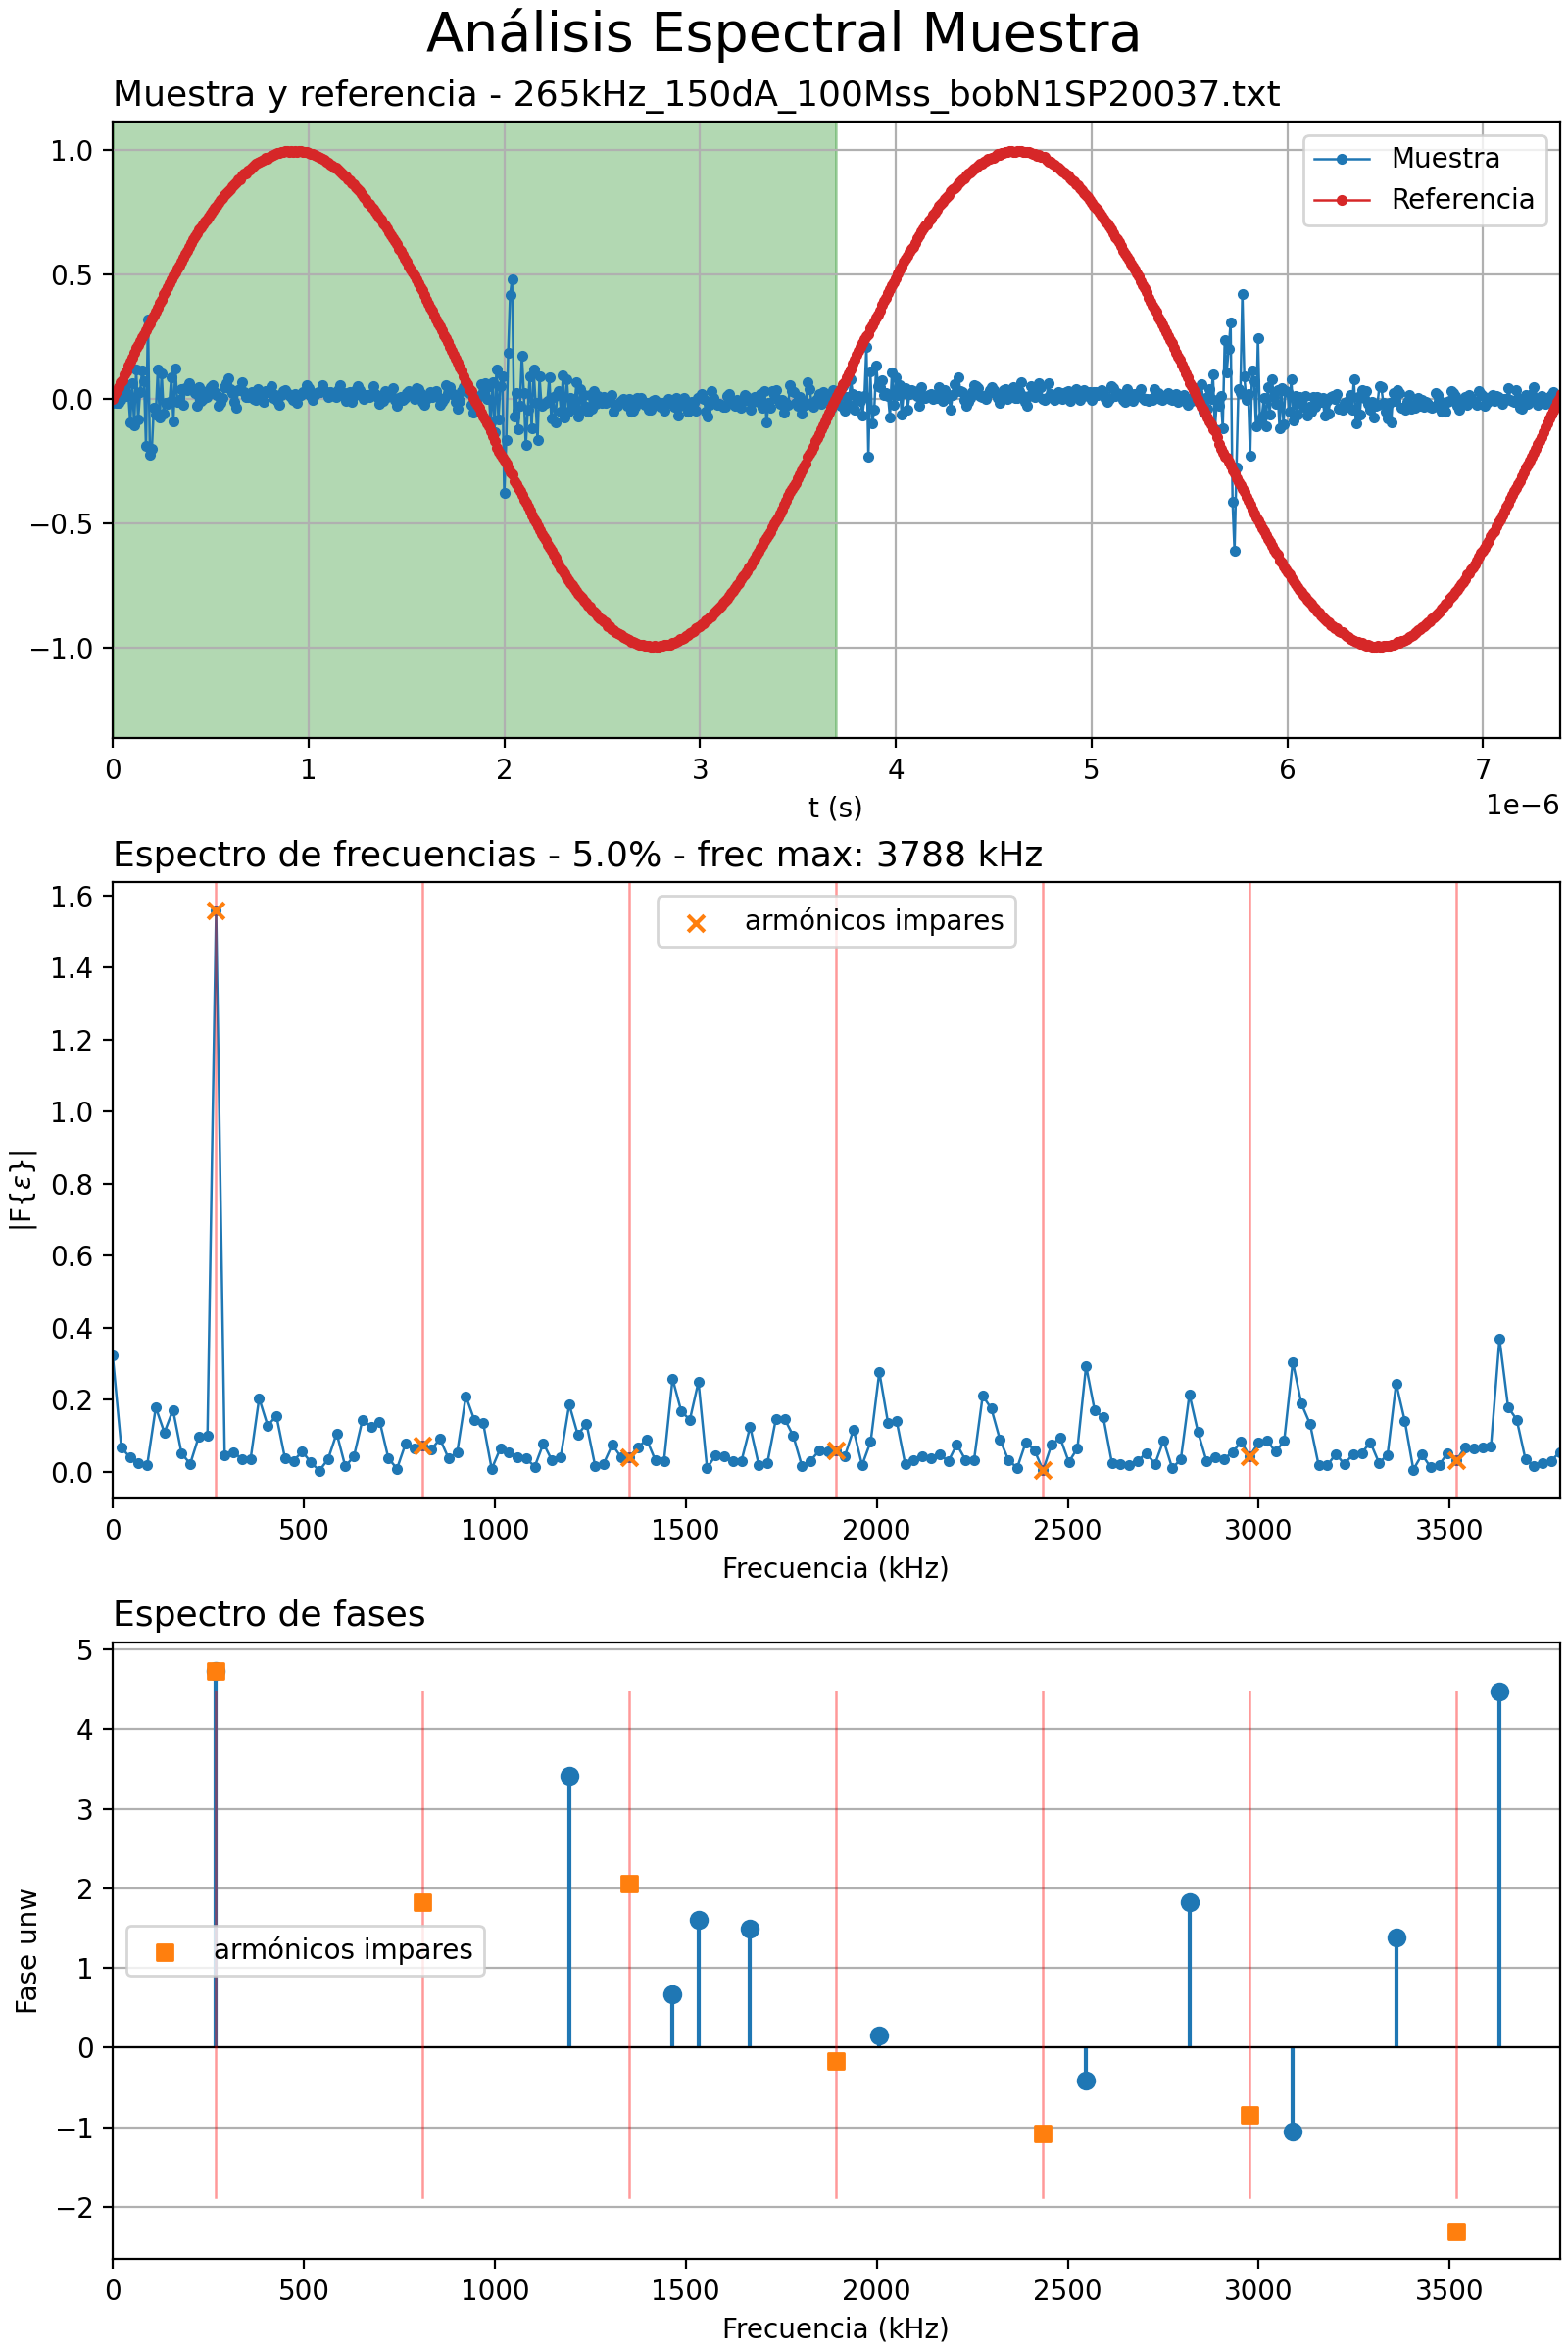 Análisis Espectral Muestra
Muestra y referencia - 265kHz_150dA_100Mss_bobN1SP20037.txt
1.0
0.5
0.0
−0.5
−1.0
Muestra
Referencia
0 1 2 3 4 5 6 7
1e−6
t (s)
Espectro de frecuencias - 5.0% - frec max: 3788 kHz
1.6
1.4
1.2
1.0
0.8
0.6
0.4
0.2
0.0
|F{ε}|
armónicos impares
0 500 1000 1500 2000 2500 3000 3500
Frecuencia (kHz)
Espectro de fases
5
4
3
2
1
0
−1
−2
Fase unw
armónicos impares
0 500 1000 1500 2000 2500 3000 3500
Frecuencia (kHz)